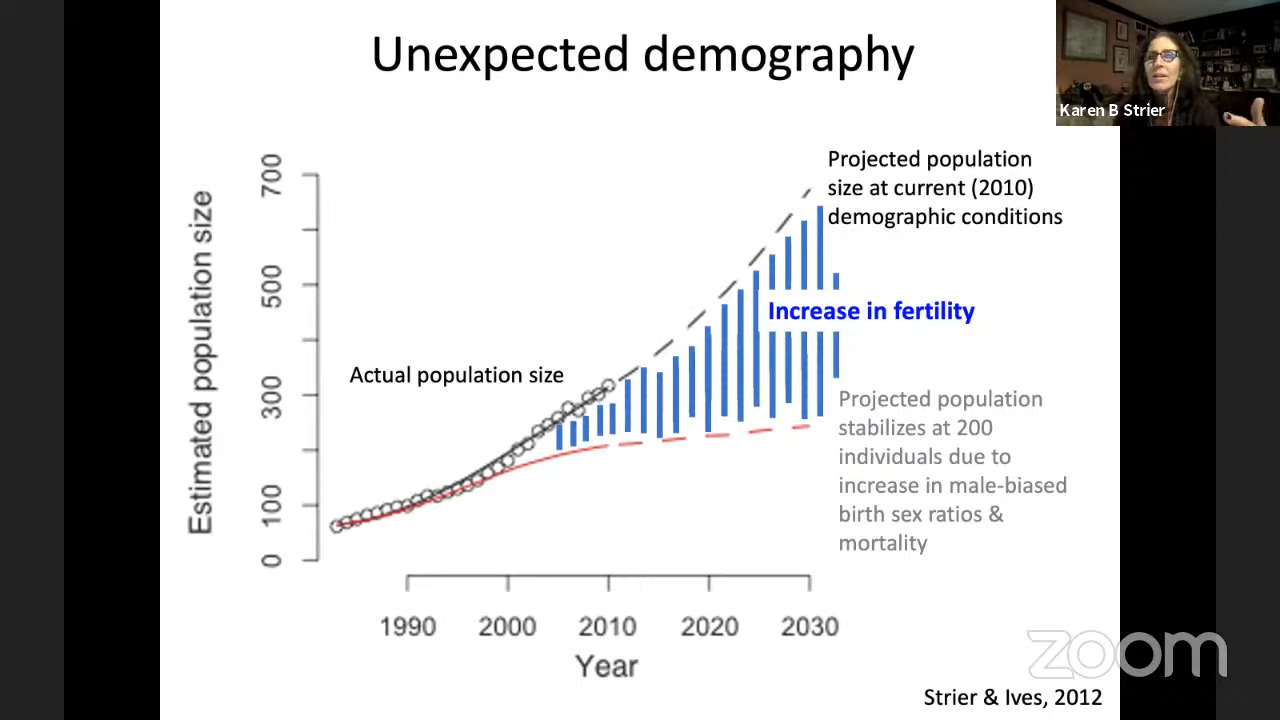 Unexpected demography
Karen B Strier
Projected population
size at current (2010)
demographic conditions
Increase in fertility
Actual population size
Projected population
stabilizes at 200
individuals due to
increase in male-biased
birth sex ratios &
mortality
Estimated population size
700
500
300
100
0
1990 2000 2010 2020 2030
Year
zoom
Strier & Ives, 2012